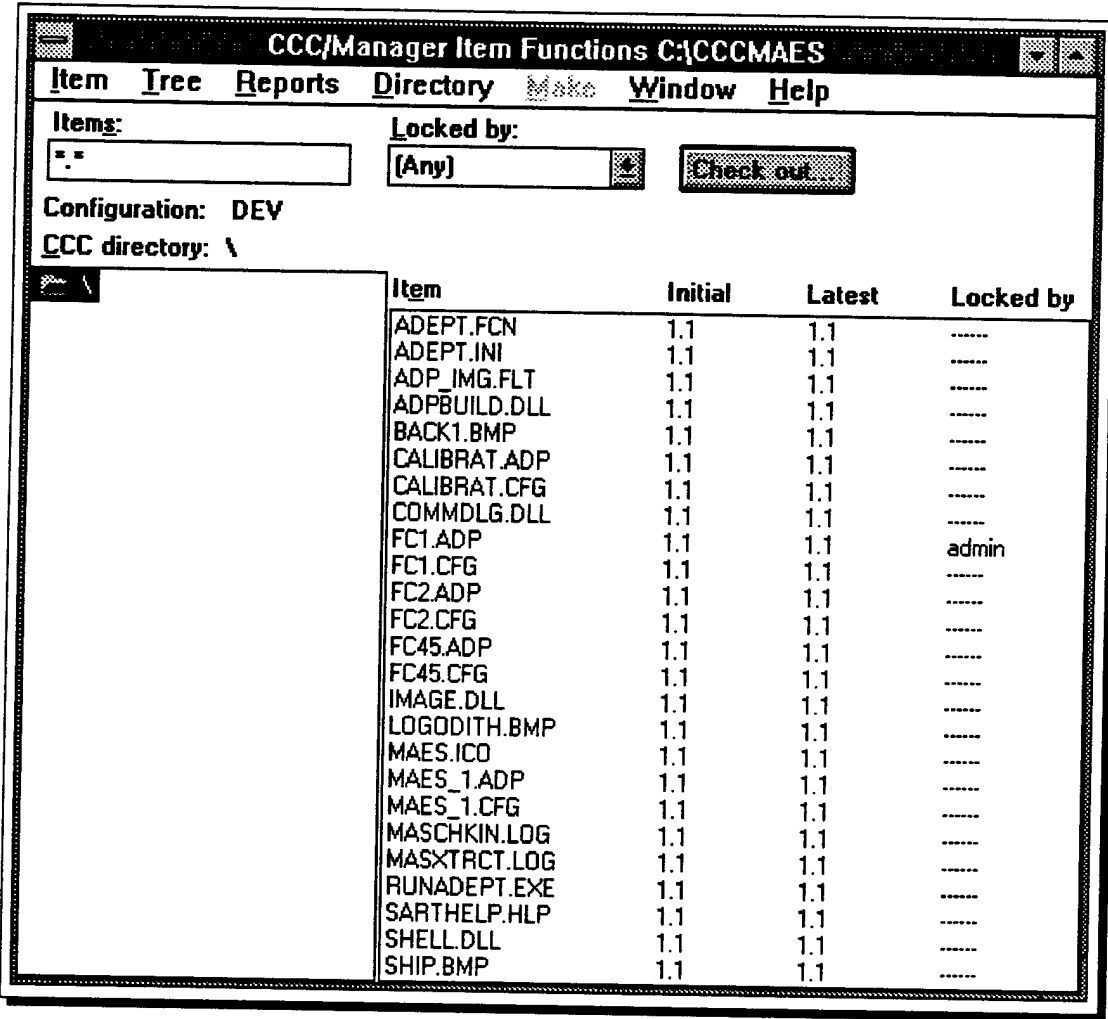 CCC/Manager Item Functions C:\CCCMAES
Item Tree Reports Directory Make Window Help
Items: Locked by:
*.* (Any) Check out...
Configuration: DEV
CCC directory: \
\
Item Initial Latest Locked by
ADEPT.FCN 1.1 1.1 ------
ADEPT.INI 1.1 1.1 ------
ADP_IMG.FLT 1.1 1.1 ------
ADPBUILD.DLL 1.1 1.1 ------
BACK1.BMP 1.1 1.1 ------
CALIBRAT.ADP 1.1 1.1 ------
CALIBRAT.CFG 1.1 1.1 ------
COMMDLG.DLL 1.1 1.1 ------
FC1.ADP 1.1 1.1 admin
FC1.CFG 1.1 1.1 ------
FC2.ADP 1.1 1.1 ------
FC2.CFG 1.1 1.1 ------
FC45.ADP 1.1 1.1 ------
FC45.CFG 1.1 1.1 ------
IMAGE.DLL 1.1 1.1 ------
LOGODITH.BMP 1.1 1.1 ------
MAES.ICO 1.1 1.1 ------
MAES_1.ADP 1.1 1.1 ------
MAES_1.CFG 1.1 1.1 ------
MASCHKIN.LOG 1.1 1.1 ------
MASXTRCT.LOG 1.1 1.1 ------
RUNADEPT.EXE 1.1 1.1 ------
SARTHELP.HLP 1.1 1.1 ------
SHELL.DLL 1.1 1.1 ------
SHIP.BMP 1.1 1.1 ------